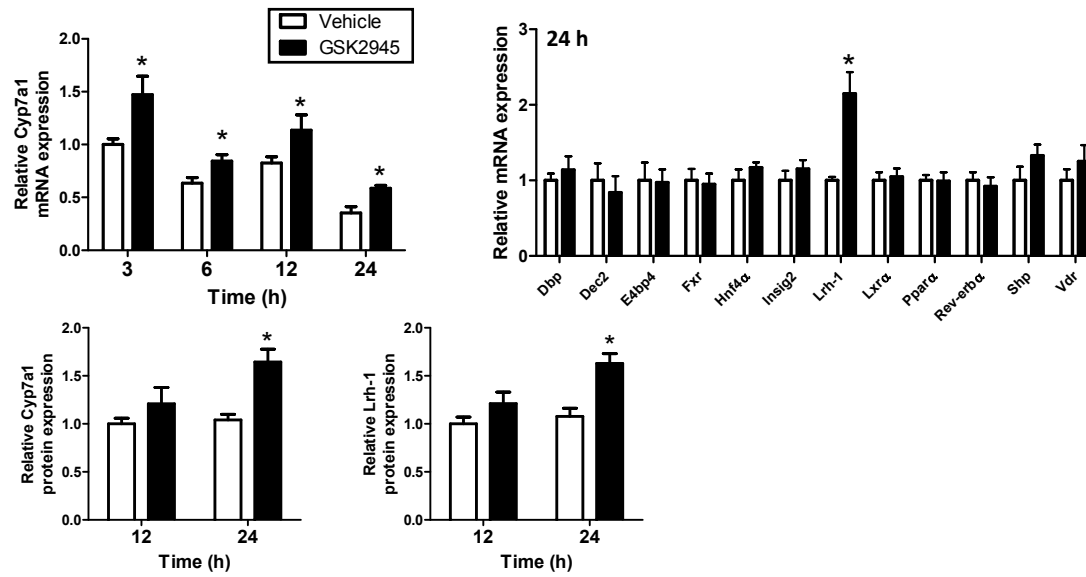 Vehicle
GSK2945
Relative Cyp7a1
mRNA expression
2.0
1.5
1.0
0.5
0.0
*
*
*
*
3 6 12 24
Time (h)
24 h
Relative mRNA expression
3
2
1
0
*
Dbp
Dec2
E4bp4
Fxr
Hnf4α
Insig2
Lrh-1
Lxrα
Pparα
Rev-erbα
Shp
Vdr
Relative Cyp7a1
protein expression
2.0
1.5
1.0
0.5
0.0
*
12 24
Time (h)
Relative Lrh-1
protein expression
2.0
1.5
1.0
0.5
0.0
*
12 24
Time (h)